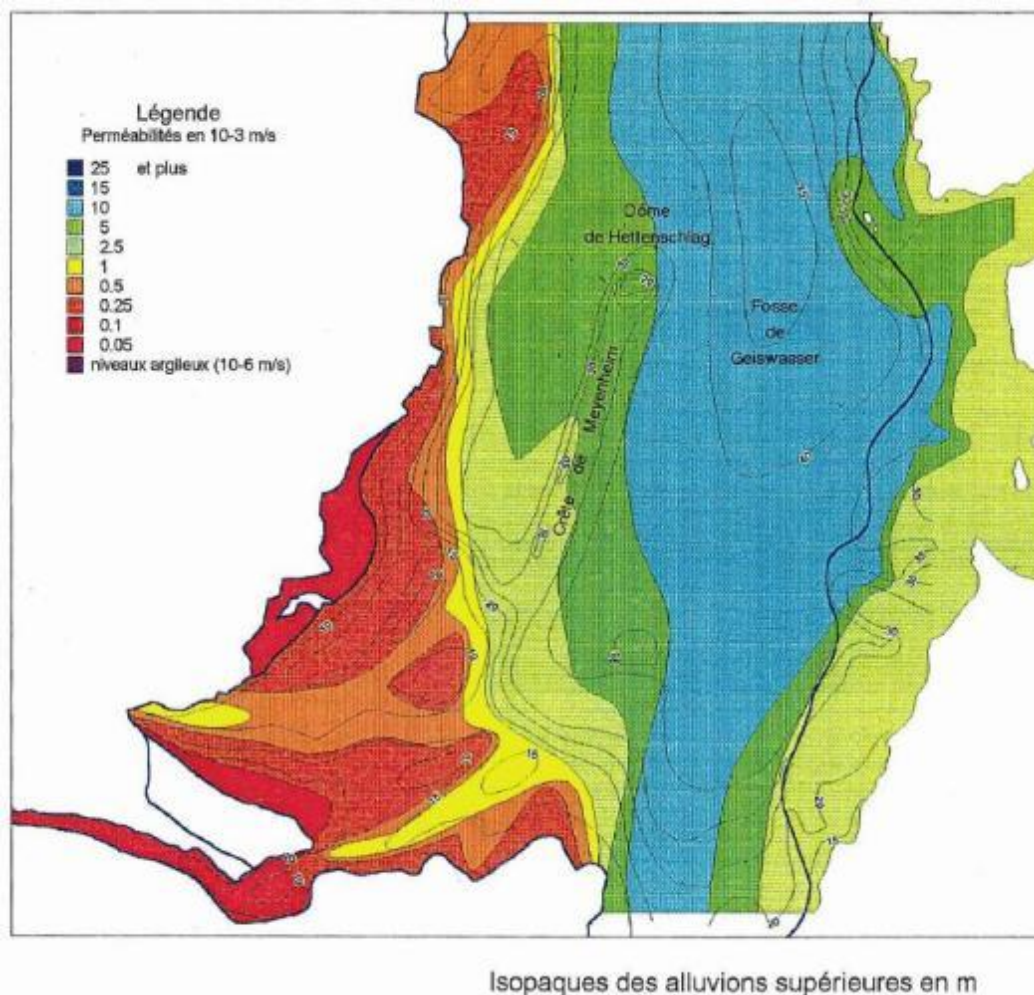 Légende
Perméabilités en 10-3 m/s
25 et plus
15
10
5
2.5
1
0.5
0.25
0.1
0.05
niveaux argileux (10-6 m/s)
Dôme
de Hettenschlag
Fosse
de
Geiswasser
Crête de Meyenheim
Isopaques des alluvions supérieures en m